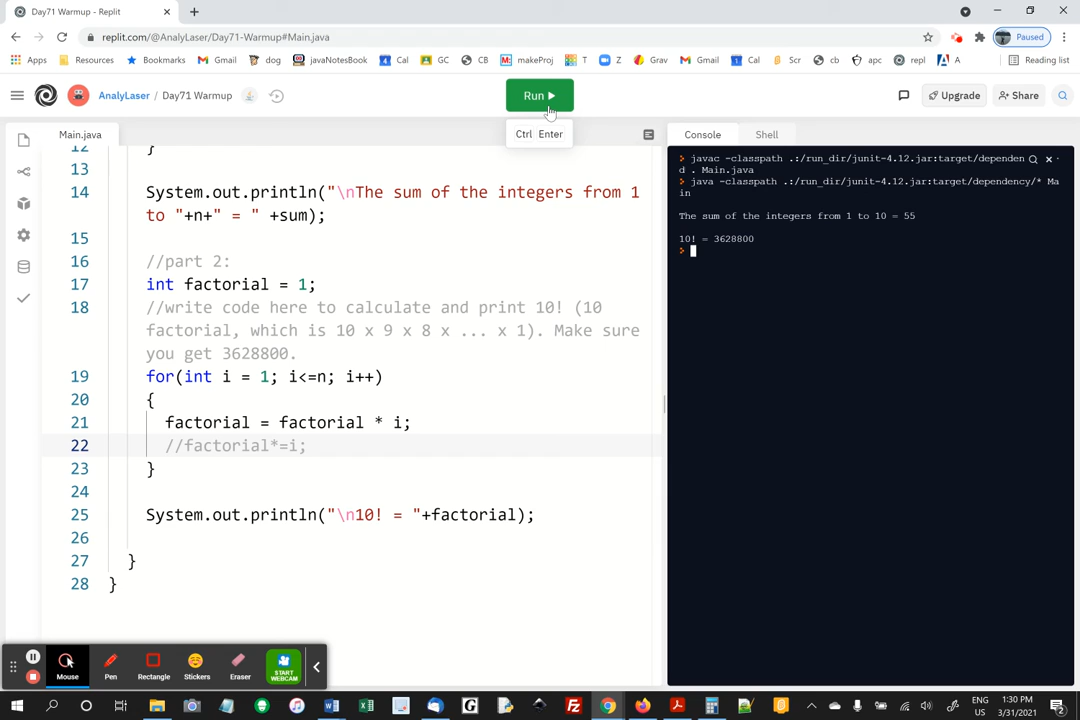 Day71 Warmup - Replit
replit.com/@AnalyLaser/Day71-Warmup#Main.java
Paused
Apps Resources Bookmarks Gmail dog javaNotebook Cal GC CB makeProj T Z Grav Gmail Cal Scr cb apc repl A Reading list
AnalyLaser / Day71 Warmup
Run
Upgrade
Share
Ctrl Enter
Main.java
Console Shell
12 }
13
14 System.out.println("\nThe sum of the integers from 1
to "+n+" = " +sum);
15
16 //part 2:
17 int factorial = 1;
18 //write code here to calculate and print 10! (10
factorial, which is 10 x 9 x 8 x ... x 1). Make sure
you get 3628800.
19 for(int i = 1; i<=n; i++)
20 {
21 factorial = factorial * i;
22 //factorial*=i;
23 }
24
25 System.out.println("\n10! = "+factorial);
26
27 }
28 }
javac -classpath .:/run_dir/junit-4.12.jar:target/dependen
d . Main.java
java -classpath .:/run_dir/junit-4.12.jar:target/dependency/* Ma
in
The sum of the integers from 1 to 10 = 55
10! = 3628800
Mouse Pen Rectangle Stickers Eraser START
WEBCAM
ENG
US
1:30 PM
3/31/2021
2